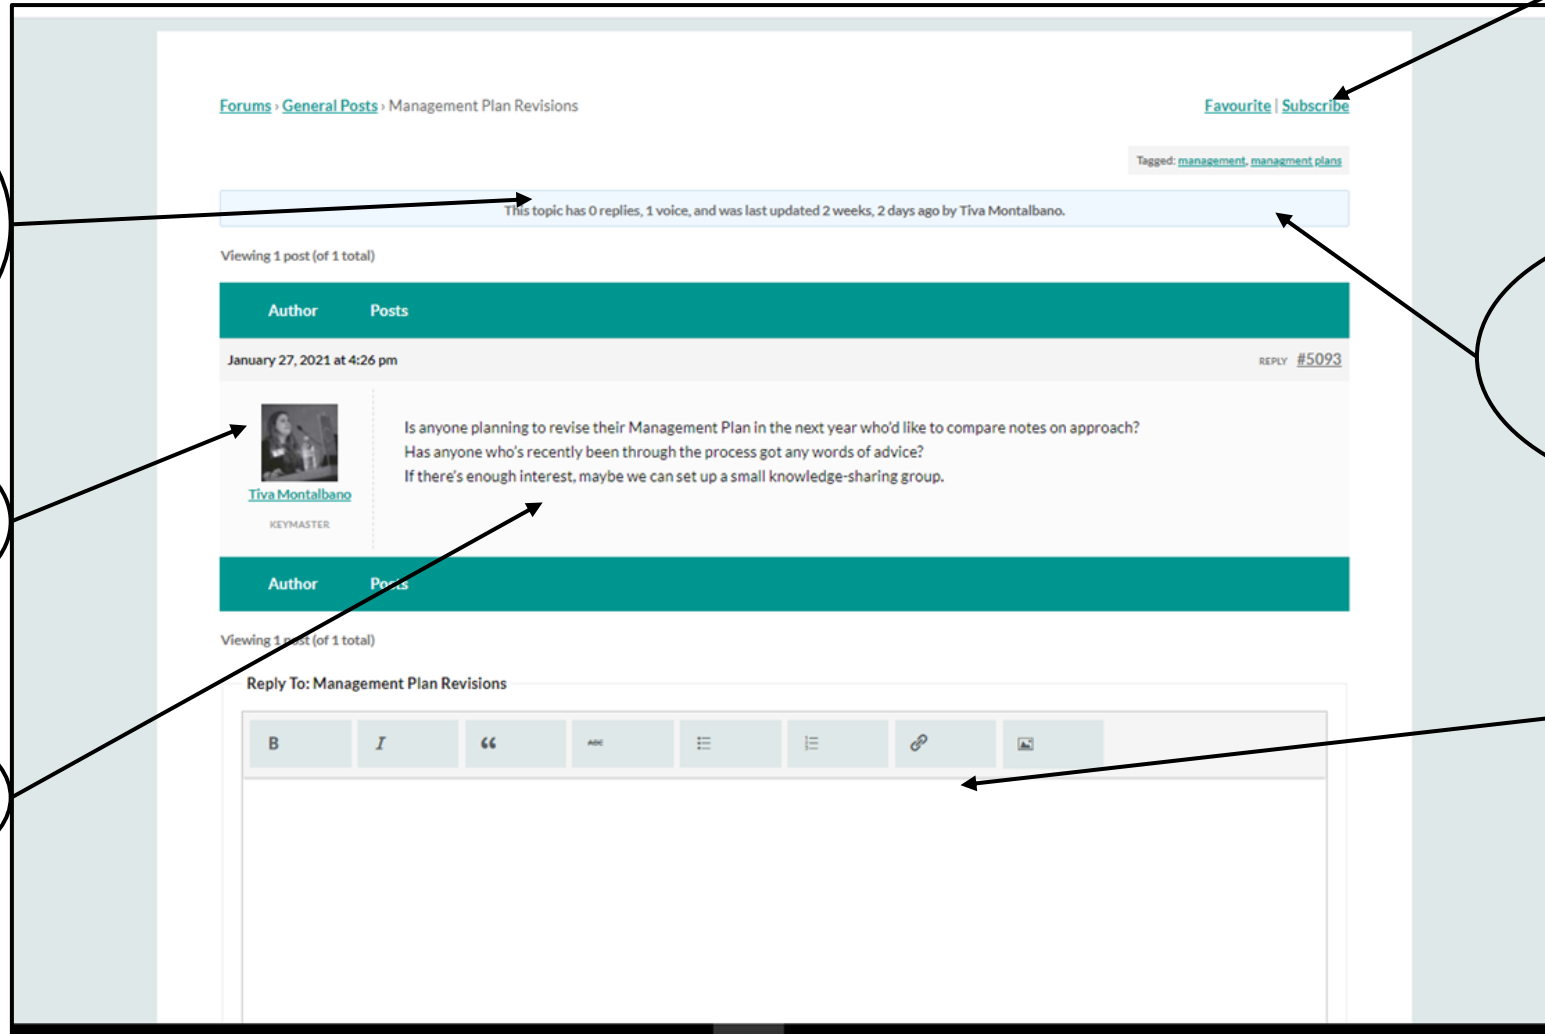 Forums › General Posts › Management Plan Revisions
Favourite | Subscribe
Tagged: management, managment plans
This topic has 0 replies, 1 voice, and was last updated 2 weeks, 2 days ago by Tiva Montalbano.
Viewing 1 post (of 1 total)
Author Posts
January 27, 2021 at 4:26 pm
REPLY #5093
Is anyone planning to revise their Management Plan in the next year who'd like to compare notes on approach?
Has anyone who's recently been through the process got any words of advice?
If there's enough interest, maybe we can set up a small knowledge-sharing group.
Tiva Montalbano
KEYMASTER
Author Posts
Viewing 1 post (of 1 total)
Reply To: Management Plan Revisions
B I “ ABC